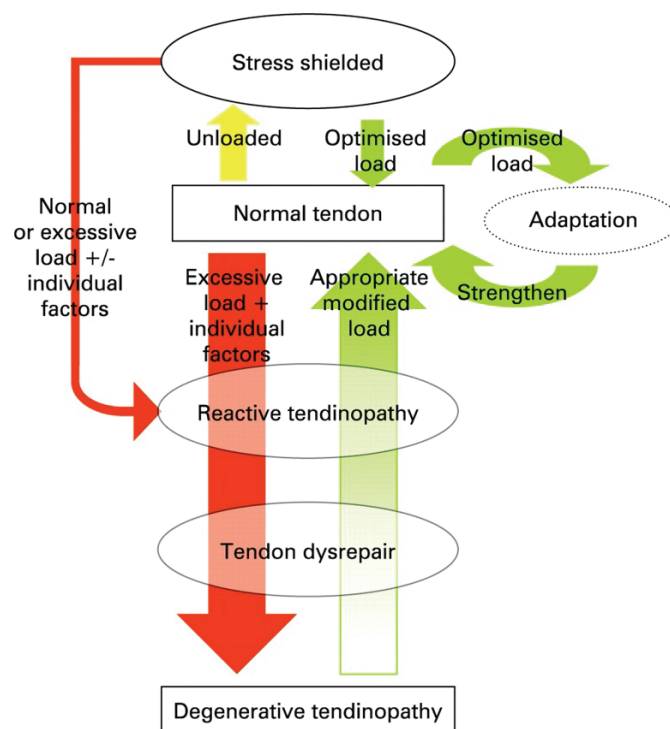 Stress shielded
Unloaded
Optimised
load
Optimised
load
Normal
or excessive
load +/-
individual
factors
Normal tendon
Adaptation
Excessive
load +
individual
factors
Appropriate
modified
load
Strengthen
Reactive tendinopathy
Tendon dysrepair
Degenerative tendinopathy